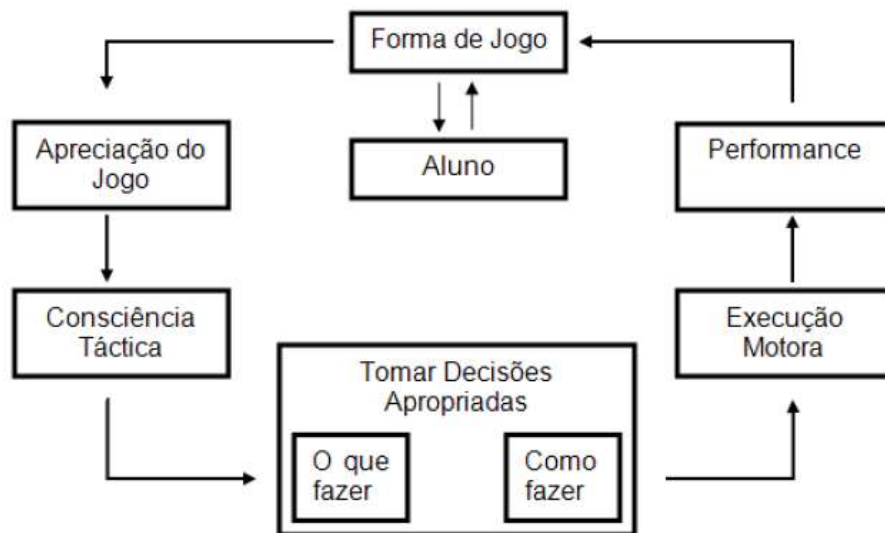 Forma de Jogo
Aluno
Apreciação do
Jogo
Performance
Consciência
Táctica
Execução
Motora
Tomar Decisões
Apropriadas
O que
fazer
Como
fazer